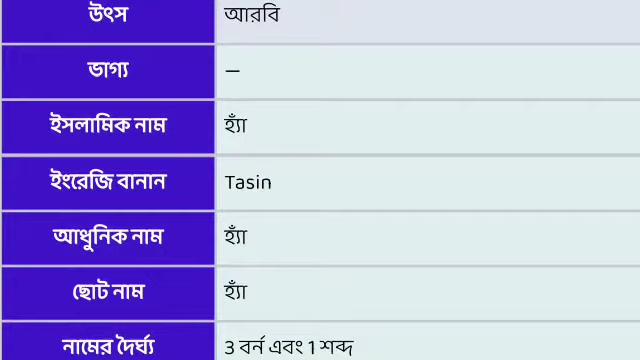 উৎস আরবি
ভাগ্য –
ইসলামিক নাম হ্যাঁ
ইংরেজি বানান Tasin
আধুনিক নাম হ্যাঁ
ছোট নাম হ্যাঁ
নামের দৈর্ঘ্য 3 বর্ন এবং 1 শব্দ